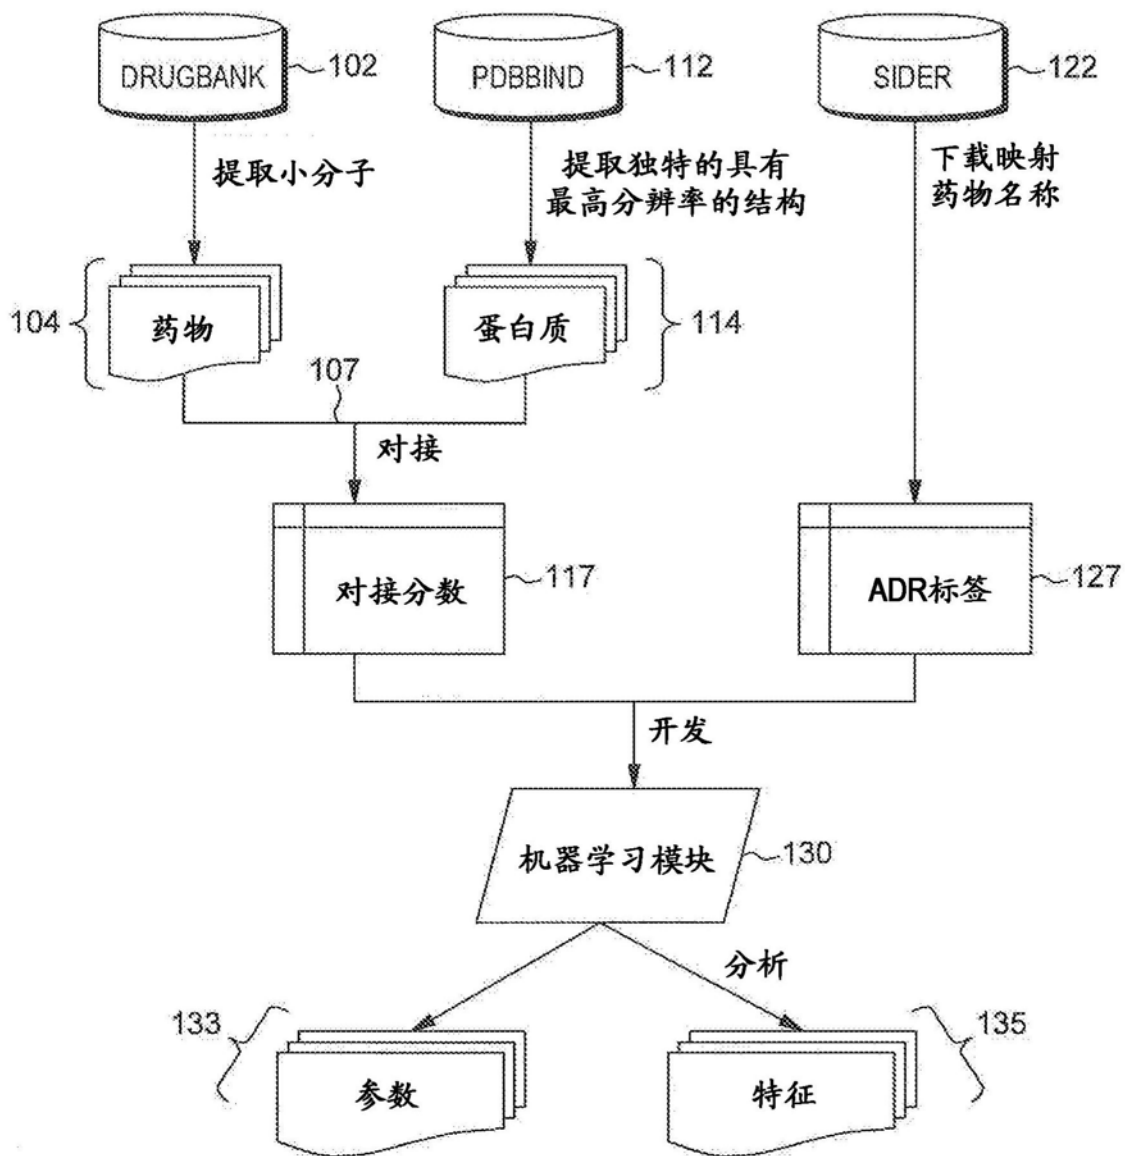 DRUGBANK
102
PDBBIND
112
SIDER
122
提取小分子
提取独特的具有
最高分辨率的结构
下载映射
药物名称
104
药物
蛋白质
114
107
对接
对接分数
117
ADR标签
127
开发
机器学习模块
130
分析
133
参数
特征
135